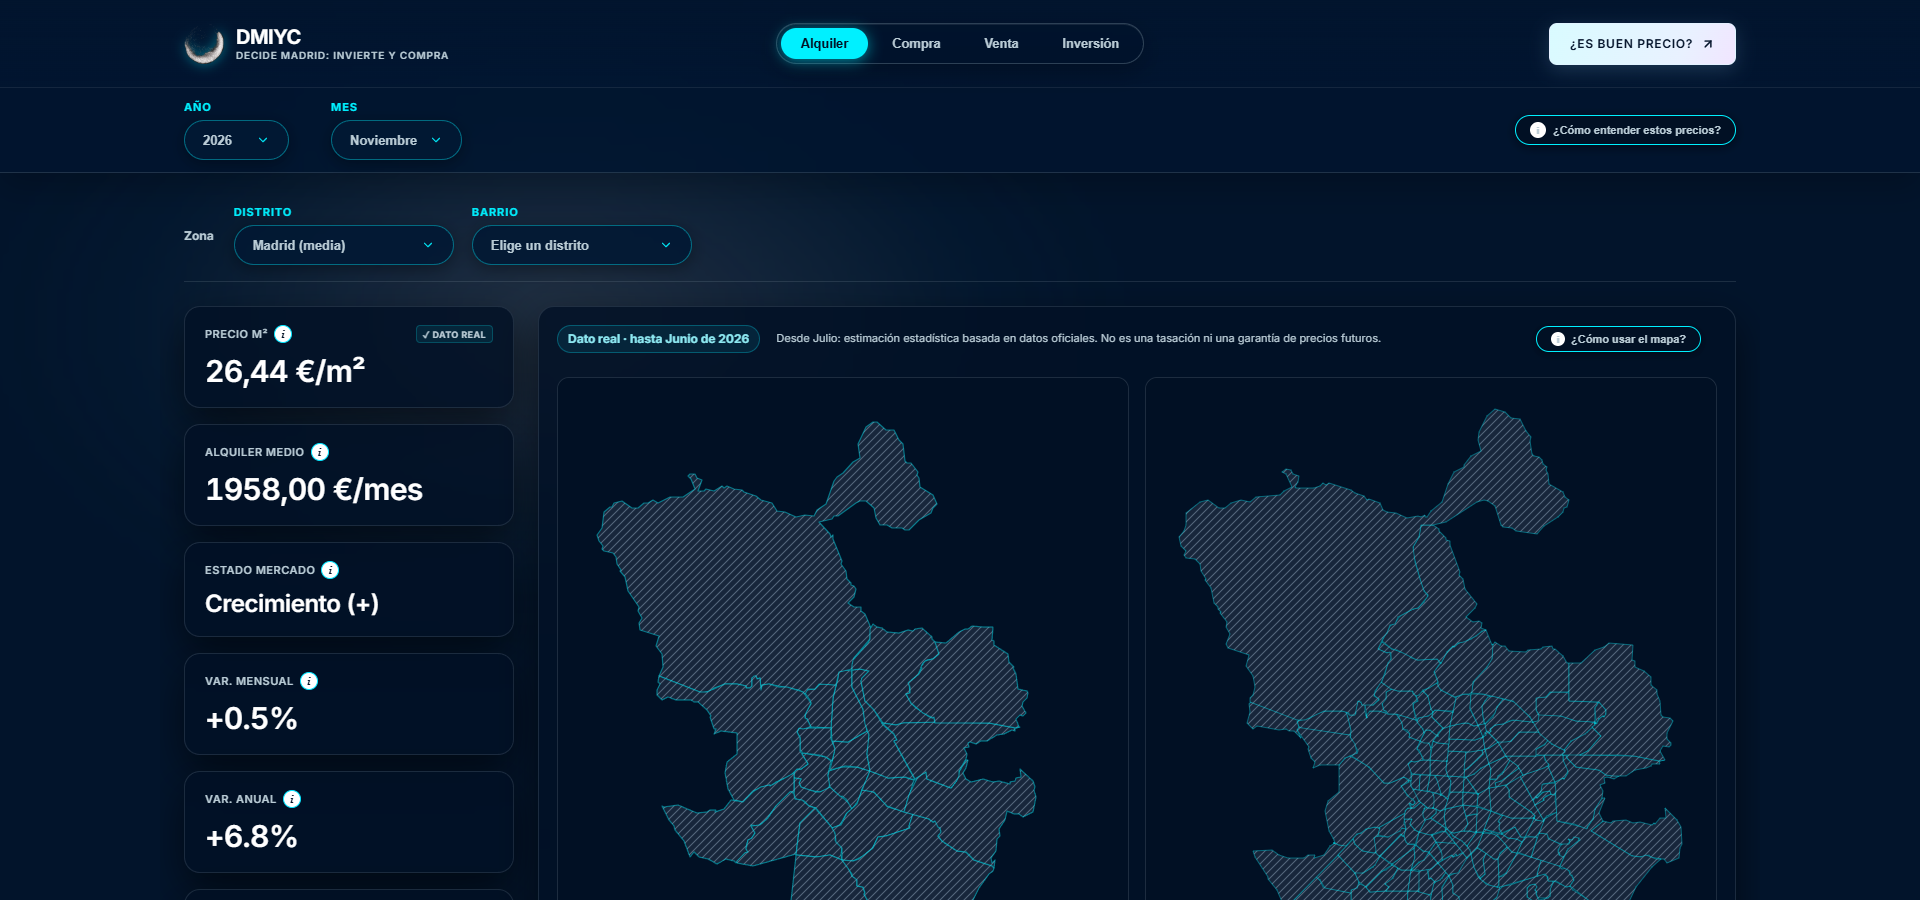 DMIYC
DECIDE MADRID: INVIERTE Y COMPRA
Alquiler
Compra
Venta
Inversión
¿ES BUEN PRECIO?
AÑO
2026
MES
Noviembre
¿Cómo entender estos precios?
Zona
DISTRITO
Madrid (media)
BARRIO
Elige un distrito
PRECIO M²
✓ DATO REAL
26,44 €/m²
ALQUILER MEDIO
1958,00 €/mes
ESTADO MERCADO
Crecimiento (+)
VAR. MENSUAL
+0.5%
VAR. ANUAL
+6.8%
Dato real · hasta Junio de 2026
Desde Julio: estimación estadística basada en datos oficiales. No es una tasación ni una garantía de precios futuros.
¿Cómo usar el mapa?